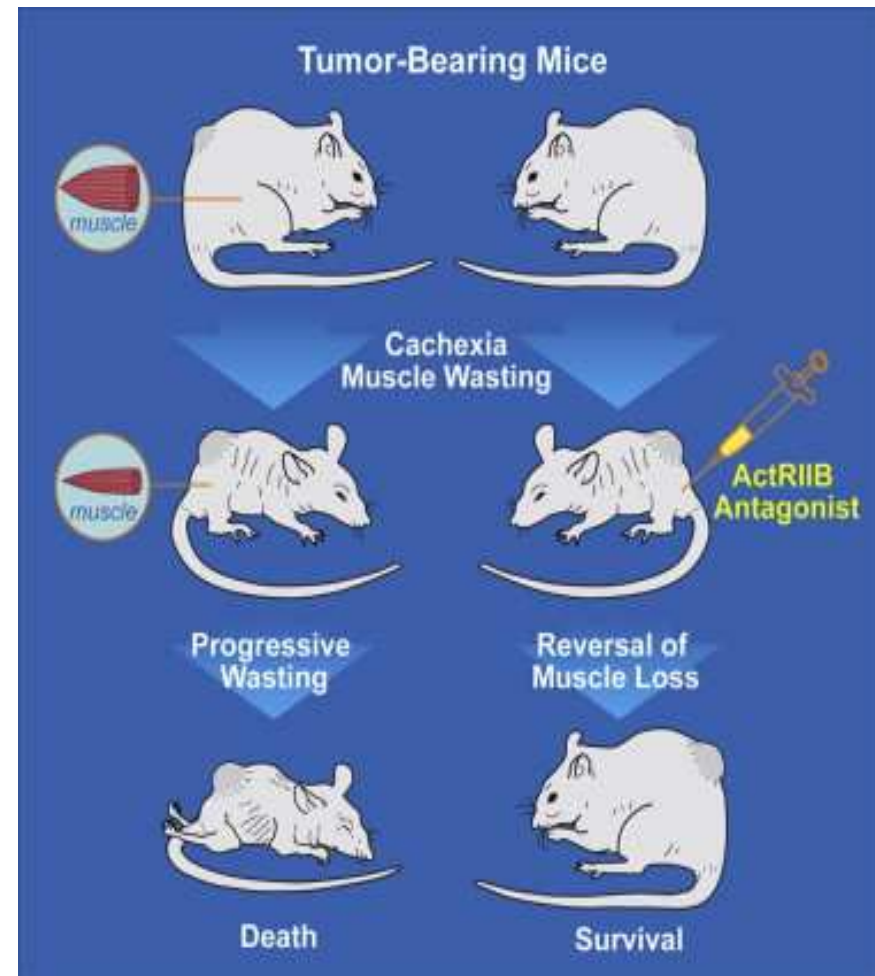 Tumor-Bearing Mice
muscle
Cachexia
Muscle Wasting
muscle
ActRIIB
Antagonist
Progressive
Wasting
Reversal of
Muscle Loss
Death
Survival